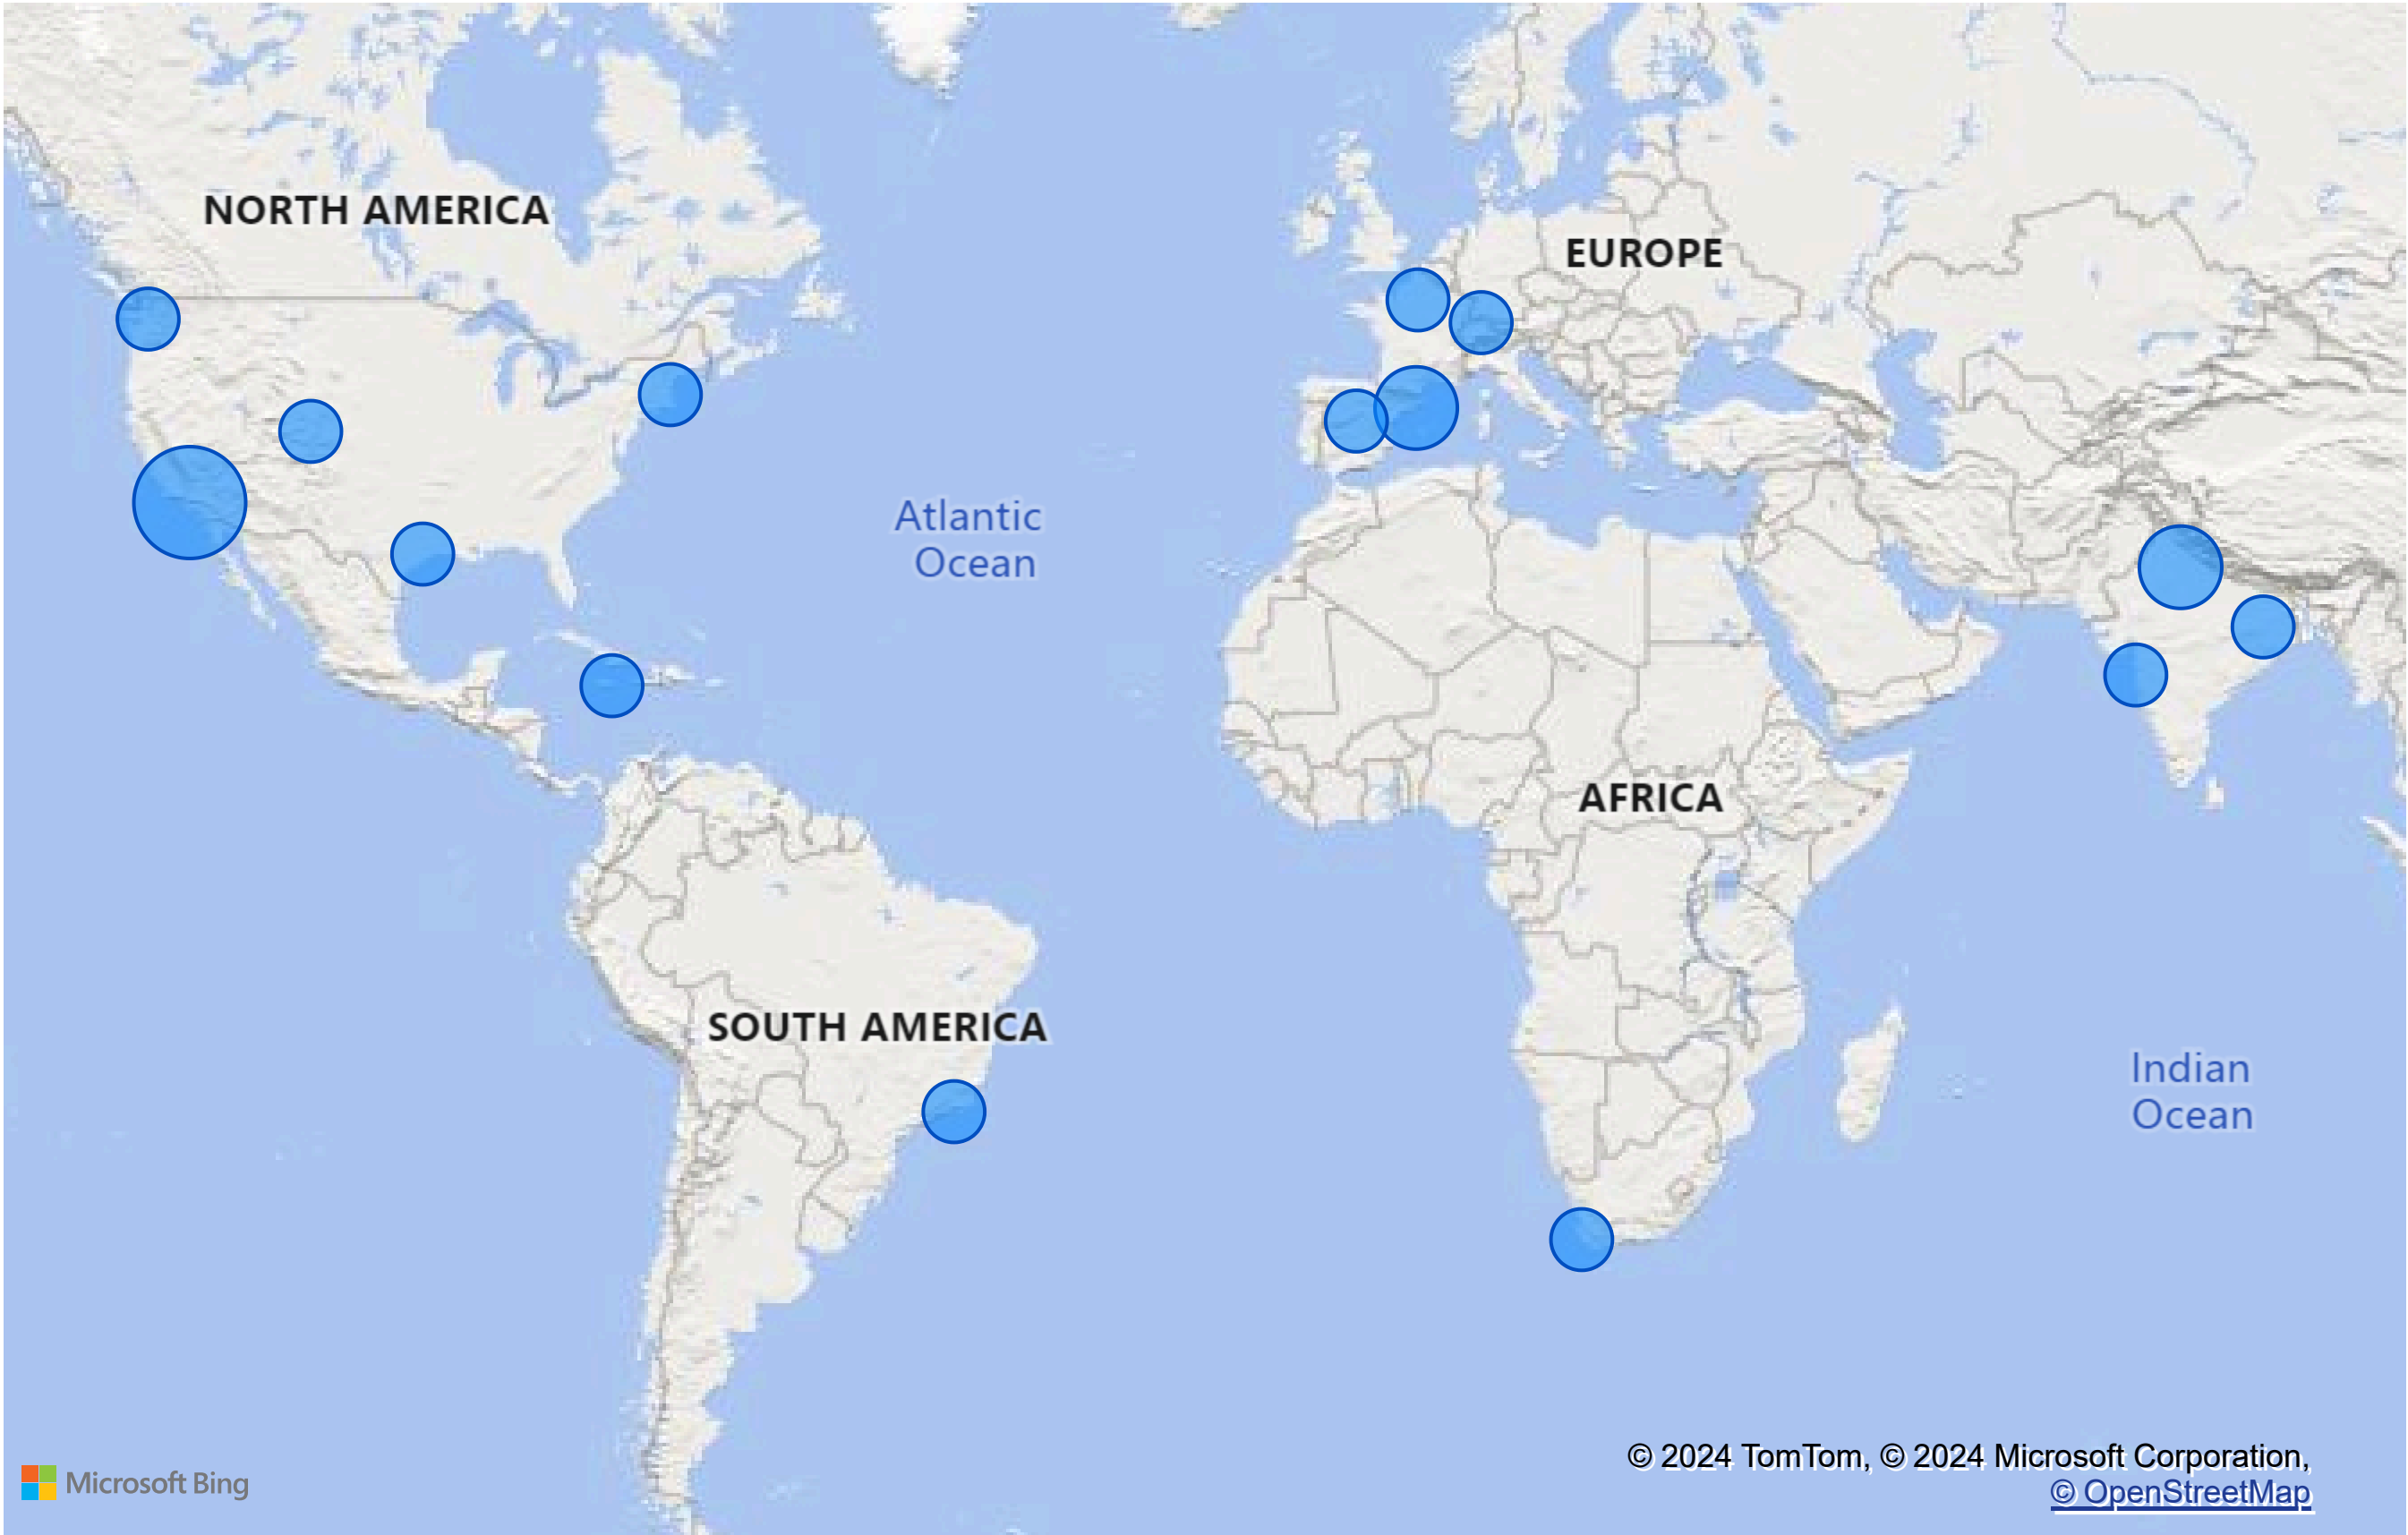 NORTH AMERICA
EUROPE
Atlantic
Ocean
AFRICA
SOUTH AMERICA
Indian
Ocean
Microsoft Bing
© 2024 TomTom, © 2024 Microsoft Corporation,
© OpenStreetMap